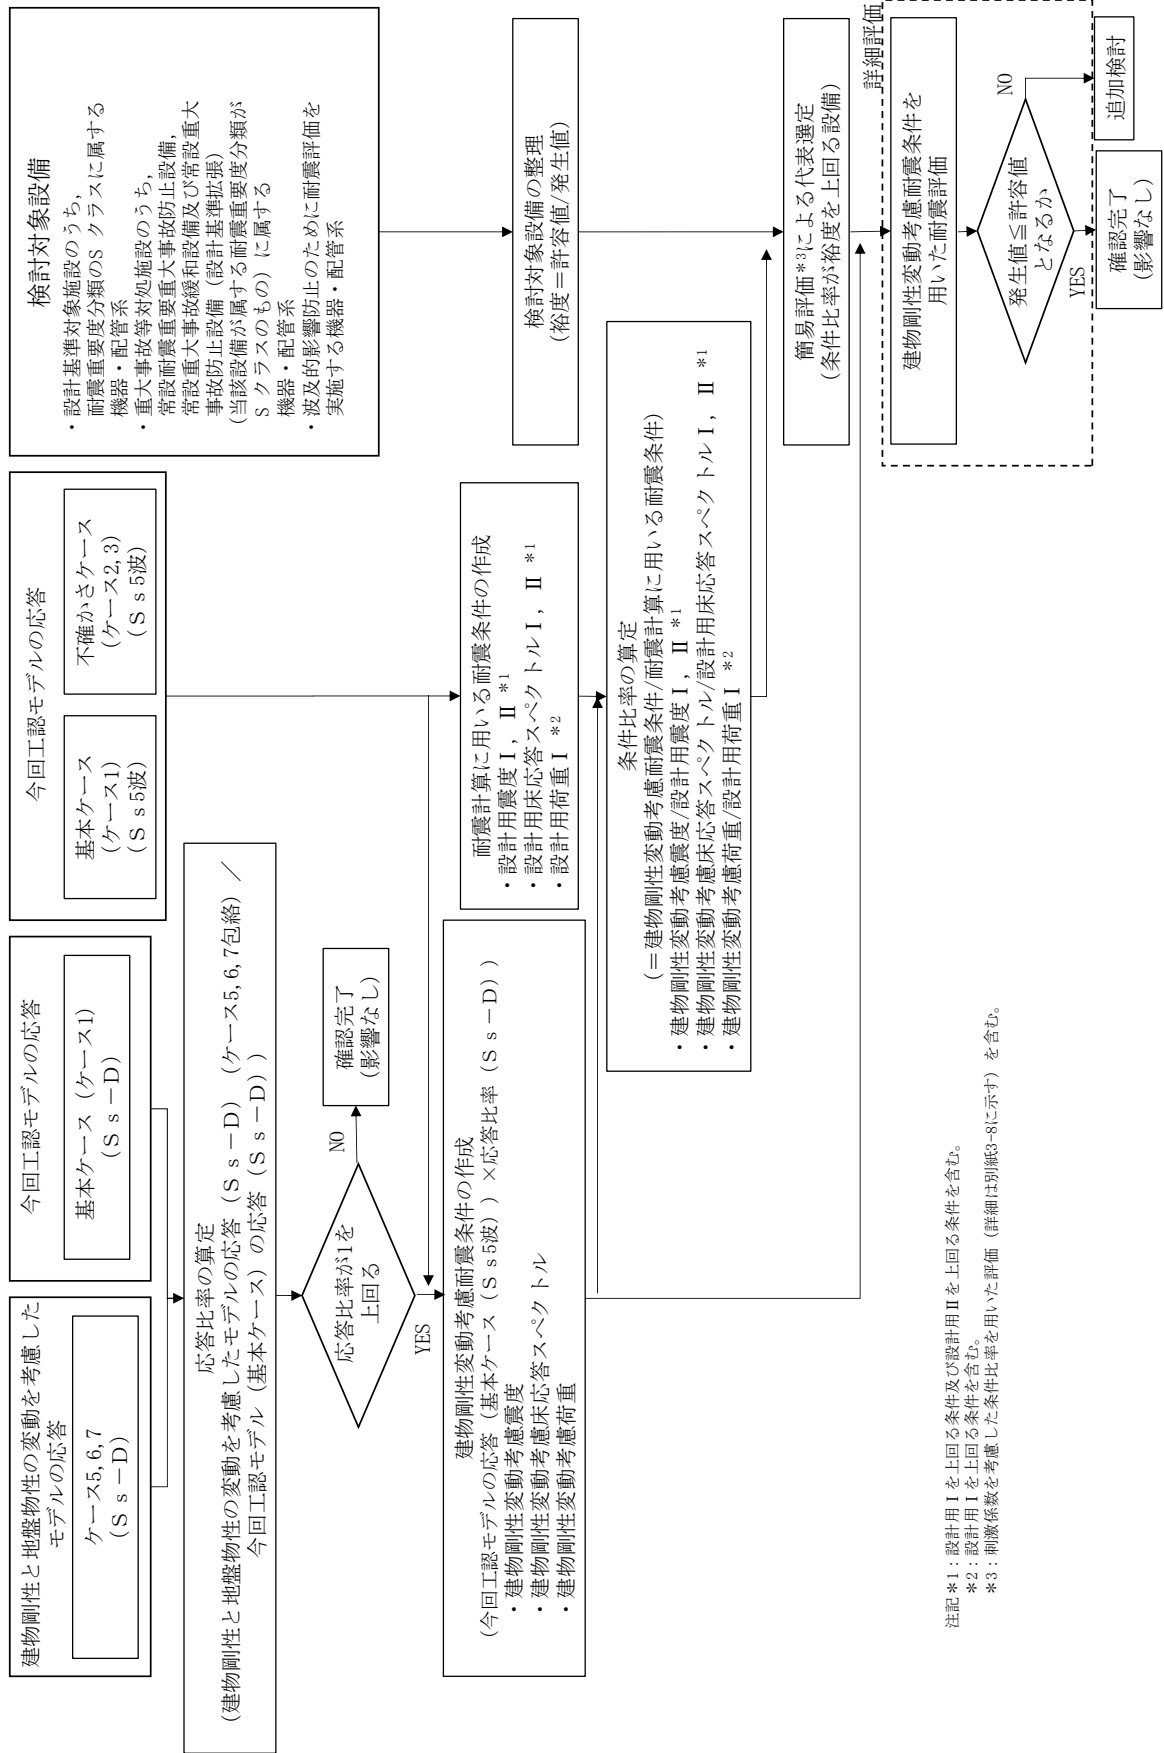 建物剛性と地盤物性の変動を考慮した
モデルの応答
ケース5,6,7
(Ｓｓ－Ｄ)
今回工認モデルの応答
基本ケース (ケース1)
(Ｓｓ－Ｄ)
今回工認モデルの応答
基本ケース
(ケース1)
(Ｓｓ5波)
不確かさケース
(ケース2,3)
(Ｓｓ5波)
検討対象設備
・設計基準対象施設のうち,
耐震重要度分類のS クラスに属する
機器・配管系
・重大事故等対処施設のうち,
常設耐震重要重大事故防止設備,
常設重大事故緩和設備及び常設重大
事故防止設備 (設計基準拡張)
(当該設備が属する耐震重要度分類が
S クラスのもの) に属する
機器・配管系
・波及的影響防止のために耐震評価を
実施する機器・配管系
応答比率の算定
(建物剛性と地盤物性の変動を考慮したモデルの応答 (Ｓｓ－Ｄ) (ケース5,6,7包絡) ／
今回工認モデル (基本ケース) の応答 (Ｓｓ－Ｄ))
応答比率が1を
上回る
NO
確認完了
(影響なし)
YES
建物剛性変動考慮耐震条件の作成
(今回工認モデルの応答 (基本ケース (Ｓｓ5波)) ×応答比率 (Ｓｓ－Ｄ))
・建物剛性変動考慮震度
・建物剛性変動考慮床応答スペクトル
・建物剛性変動考慮荷重
耐震計算に用いる耐震条件の作成
・設計用震度Ⅰ, Ⅱ *1
・設計用床応答スペクトルⅠ, Ⅱ *1
・設計用荷重Ⅰ *2
検討対象設備の整理
(裕度＝許容値/発生値)
条件比率の算定
(＝建物剛性変動考慮耐震条件/耐震計算に用いる耐震条件)
・建物剛性変動考慮震度/設計用震度Ⅰ, Ⅱ *1
・建物剛性変動考慮床応答スペクトル/設計用床応答スペクトルⅠ, Ⅱ *1
・建物剛性変動考慮荷重/設計用荷重Ⅰ *2
簡易評価*3による代表選定
(条件比率が裕度を上回る設備)
詳細評価
建物剛性変動考慮耐震条件を
用いた耐震評価
発生値≦許容値
となるか
NO
追加検討
YES
確認完了
(影響なし)
注記 *1：設計用Ⅰを上回る条件及び設計用Ⅱを上回る条件を含む。
*2：設計用Ⅰを上回る条件を含む。
*3：刺激係数を考慮した条件比率を用いた評価 (詳細は別紙3-8に示す) を含む。